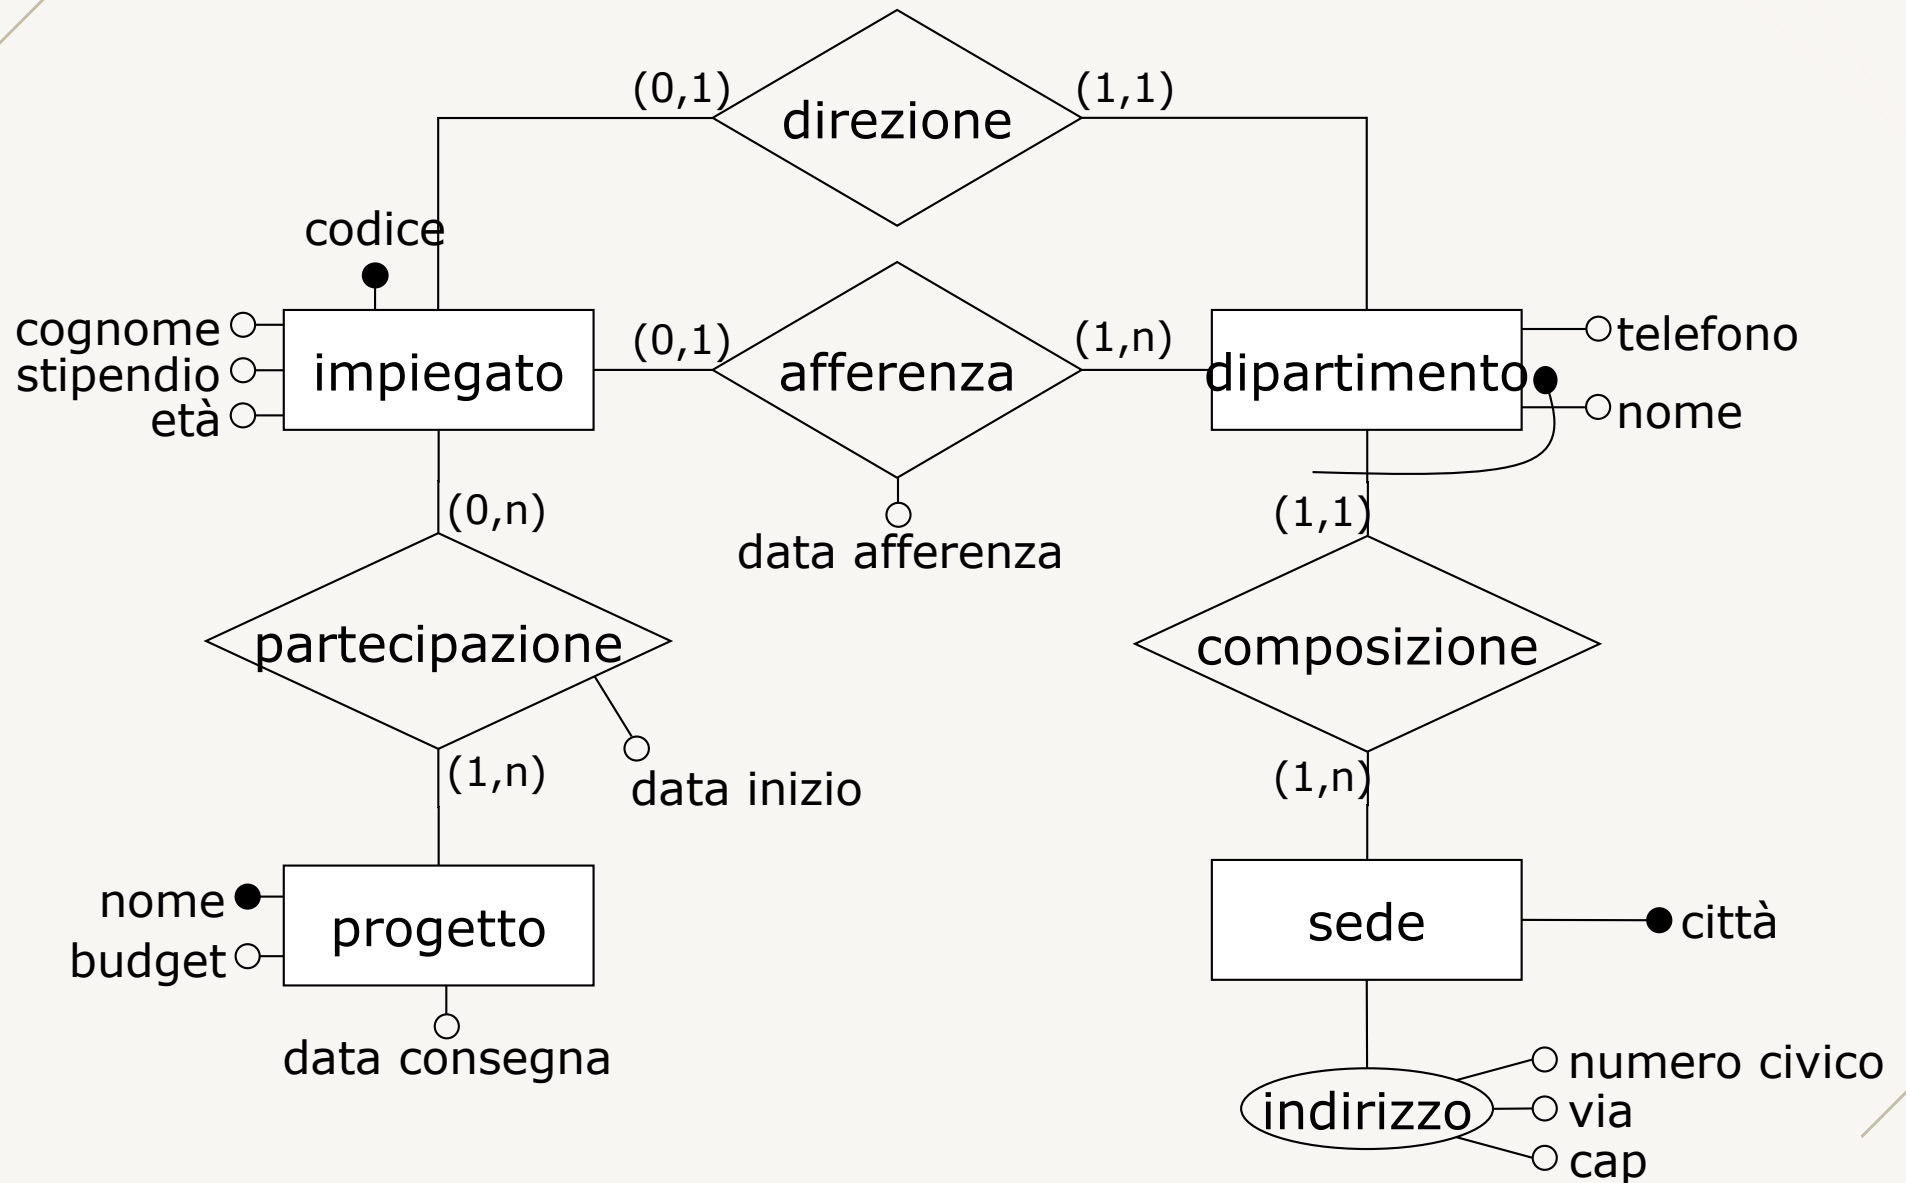 (0,1)
(1,1)
direzione
codice
cognome
stipendio
età
impiegato
(0,1)
afferenza
(1,n)
dipartimento
telefono
nome
(0,n)
data afferenza
(1,1)
partecipazione
composizione
(1,n)
data inizio
(1,n)
nome
budget
progetto
data consegna
sede
città
indirizzo
numero civico
via
cap